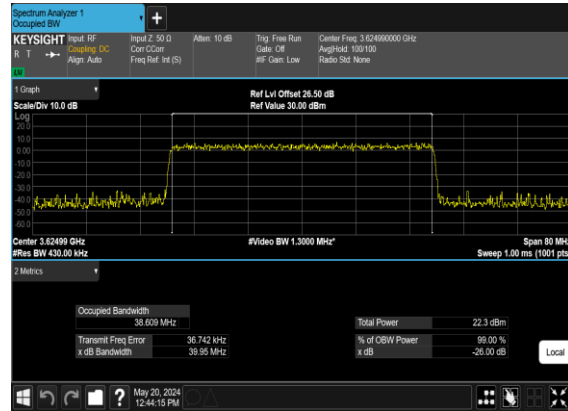 Spectrum Analyzer 1
Occupied BW
+
KEYSIGHT Input: RF Input Z: 50 Ω Atten: 10 dB Trig: Free Run Center Freq: 3.624990000 GHz
R T Coupling: DC Corr CCorr Gate: Off Avg|Hold: 100/100
Align: Auto Freq Ref: Int (S) #IF Gain: Low Radio Std: None
1 Graph
Ref Lvl Offset 26.50 dB
Scale/Div 10.0 dB Ref Value 30.00 dBm
Log
20.0
10.0
0.00
-10.0
-20.0
-30.0
-40.0
-50.0
-60.0
Center 3.62499 GHz #Video BW 1.3000 MHz* Span 80 MHz
#Res BW 430.00 kHz Sweep 1.00 ms (1001 pts)
2 Metrics
Occupied Bandwidth
38.609 MHz Total Power 22.3 dBm
Transmit Freq Error 36.742 kHz % of OBW Power 99.00 %
x dB Bandwidth 39.95 MHz x dB -26.00 dB
Local
? May 20, 2024
12:44:15 PM